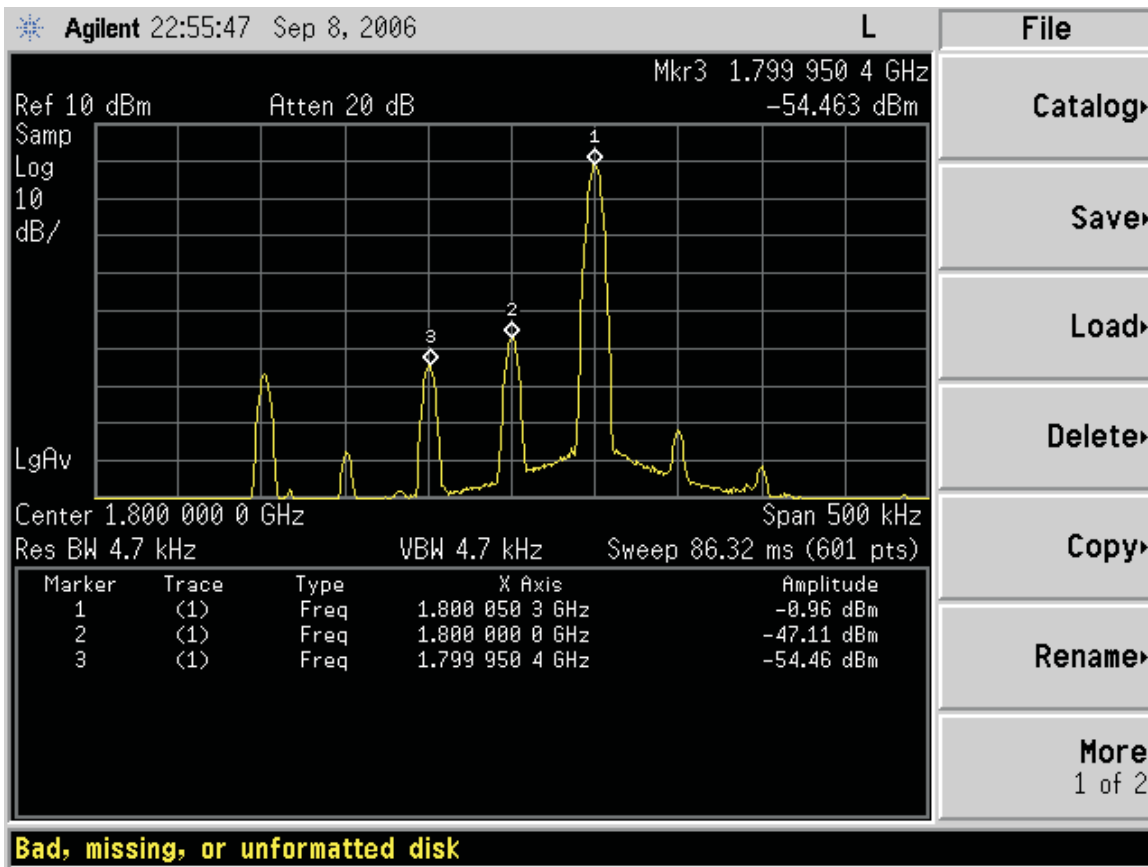 Agilent 22:55:47 Sep 8, 2006 L
File
Mkr3 1.799 950 4 GHz
Ref 10 dBm Atten 20 dB -54.463 dBm
Samp
Log
10
dB/
1
2
3
LgAv
Center 1.800 000 0 GHz Span 500 kHz
Res BW 4.7 kHz VBW 4.7 kHz Sweep 86.32 ms (601 pts)
Marker Trace Type X Axis Amplitude
1 (1) Freq 1.800 050 3 GHz -0.96 dBm
2 (1) Freq 1.800 000 0 GHz -47.11 dBm
3 (1) Freq 1.799 950 4 GHz -54.46 dBm
Catalog
Save
Load
Delete
Copy
Rename
More
1 of 2
Bad, missing, or unformatted disk